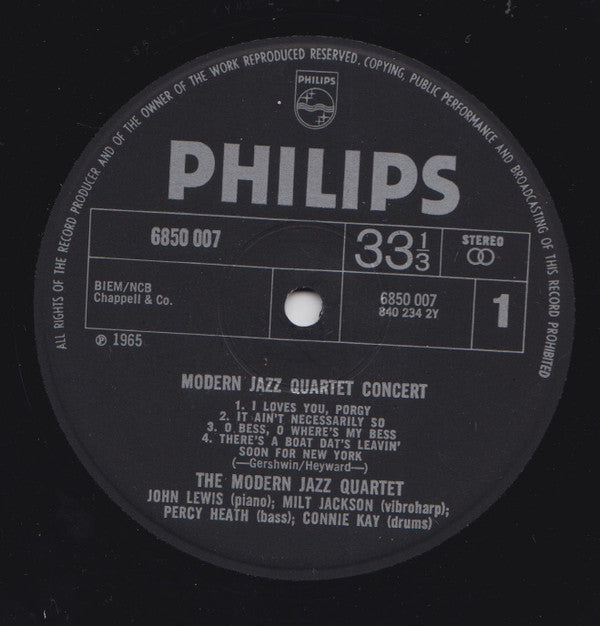 ALL RIGHTS OF THE RECORD PRODUCER AND OF THE OWNER OF THE WORK REPRODUCED RESERVED. COPYING, PUBLIC PERFORMANCE AND BROADCASTING OF THIS RECORD PROHIBITED
PHILIPS
PHILIPS
6850 007
33 1/3
STEREO
BIEM/NCB
Chappell & Co.
6850 007
840 234 2Y
1
℗ 1965
MODERN JAZZ QUARTET CONCERT
1. I LOVES YOU, PORGY
2. IT AIN'T NECESSARILY SO
3. O BESS, O WHERE'S MY BESS
4. THERE'S A BOAT DAT'S LEAVIN'
SOON FOR NEW YORK
(—Gershwin/Heyward—)
THE MODERN JAZZ QUARTET
JOHN LEWIS (piano); MILT JACKSON (vibroharp);
PERCY HEATH (bass); CONNIE KAY (drums)